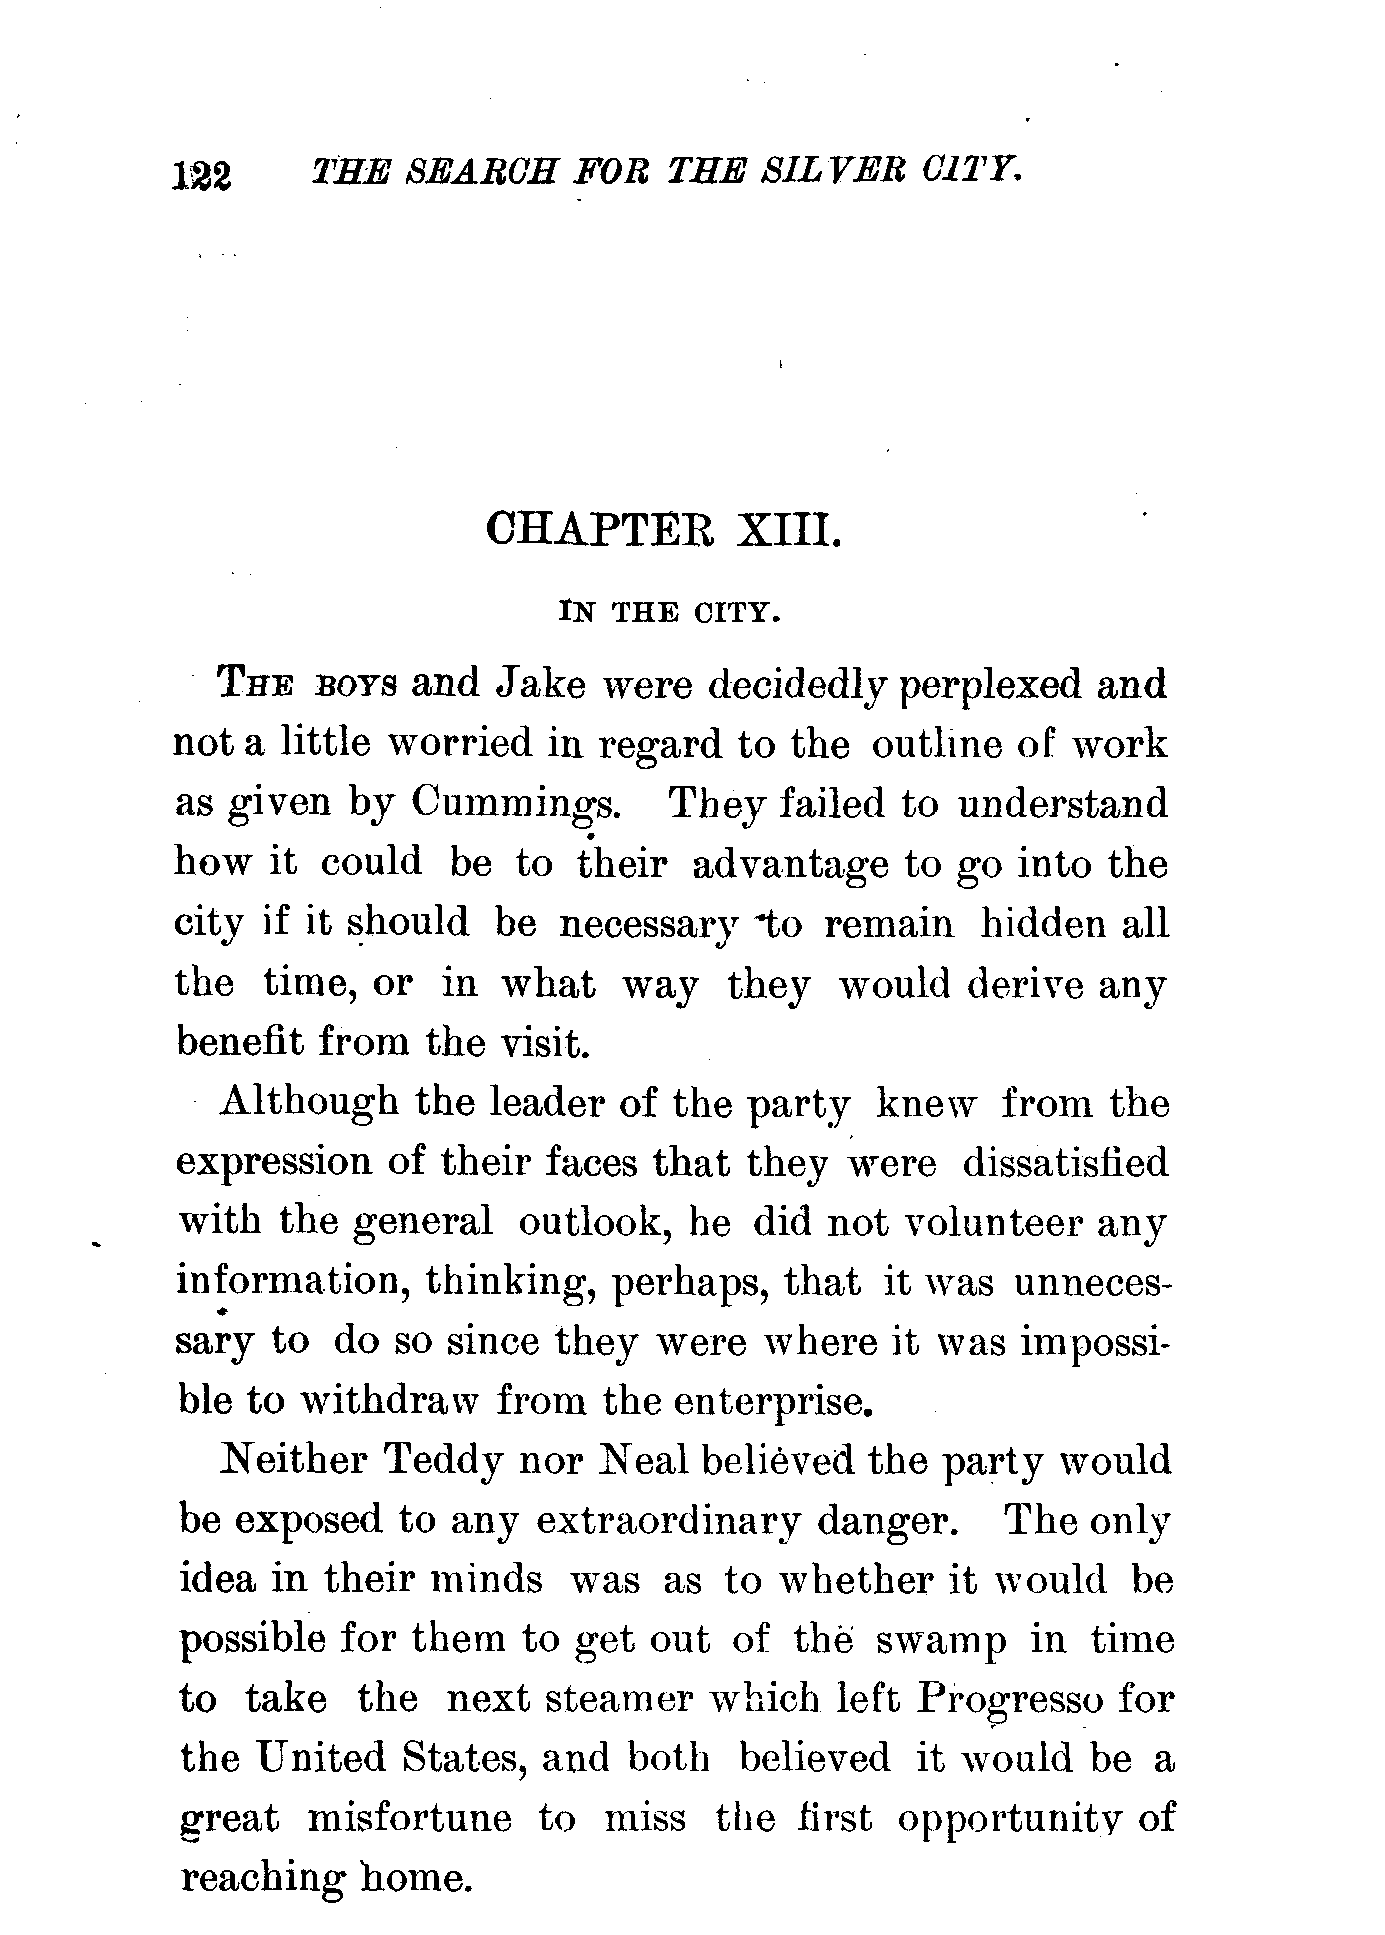 122 THE SEARCH FOR THE SILVER CITY.
CHAPTER XIII.
IN THE CITY.
THE BOYS and Jake were decidedly perplexed and
not a little worried in regard to the outline of work
as given by Cummings. They failed to understand
how it could be to their advantage to go into the
city if it should be necessary to remain hidden all
the time, or in what way they would derive any
benefit from the visit.
Although the leader of the party knew from the
expression of their faces that they were dissatisfied
with the general outlook, he did not volunteer any
information, thinking, perhaps, that it was unneces-
sary to do so since they were where it was impossi-
ble to withdraw from the enterprise.
Neither Teddy nor Neal believed the party would
be exposed to any extraordinary danger. The only
idea in their minds was as to whether it would be
possible for them to get out of the swamp in time
to take the next steamer which left Progresso for
the United States, and both believed it would be a
great misfortune to miss the first opportunity of
reaching home.